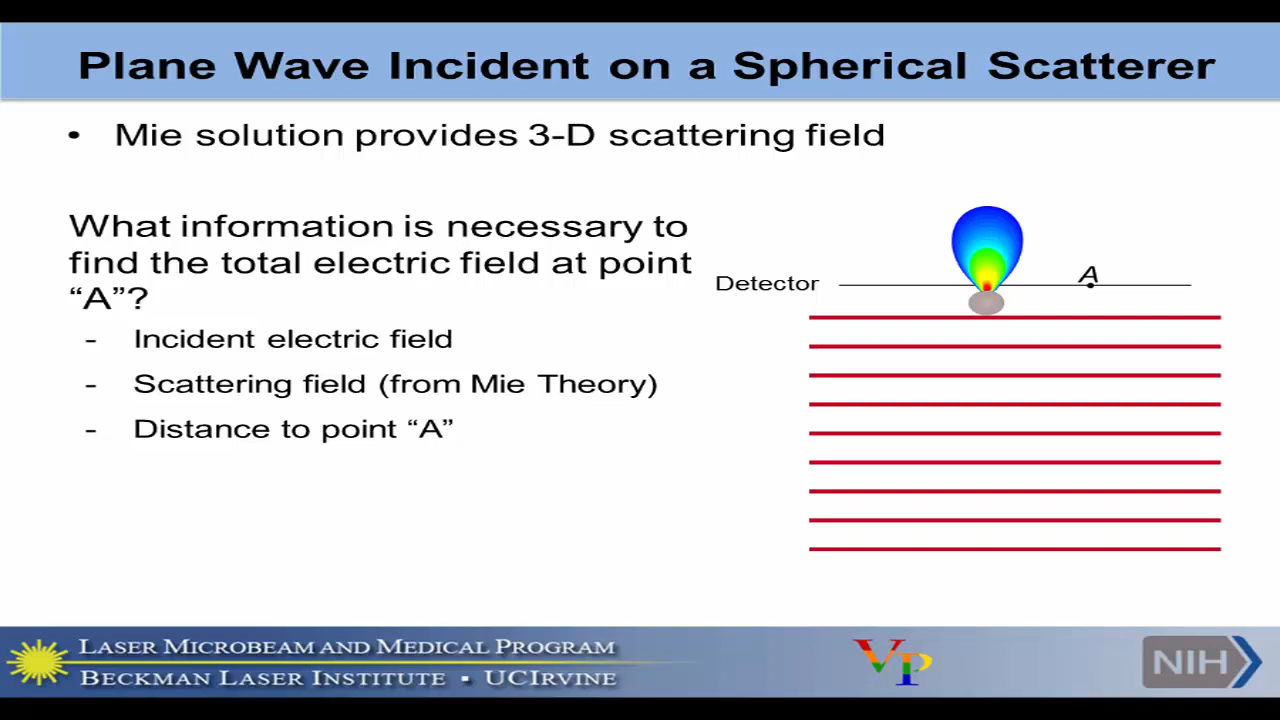 Plane Wave Incident on a Spherical Scatterer
• Mie solution provides 3-D scattering field
What information is necessary to
find the total electric field at point
“A”?
- Incident electric field
- Scattering field (from Mie Theory)
- Distance to point “A”
Detector
A
LASER MICROBEAM AND MEDICAL PROGRAM
BECKMAN LASER INSTITUTE ▪ UCIRVINE
VP
NIH